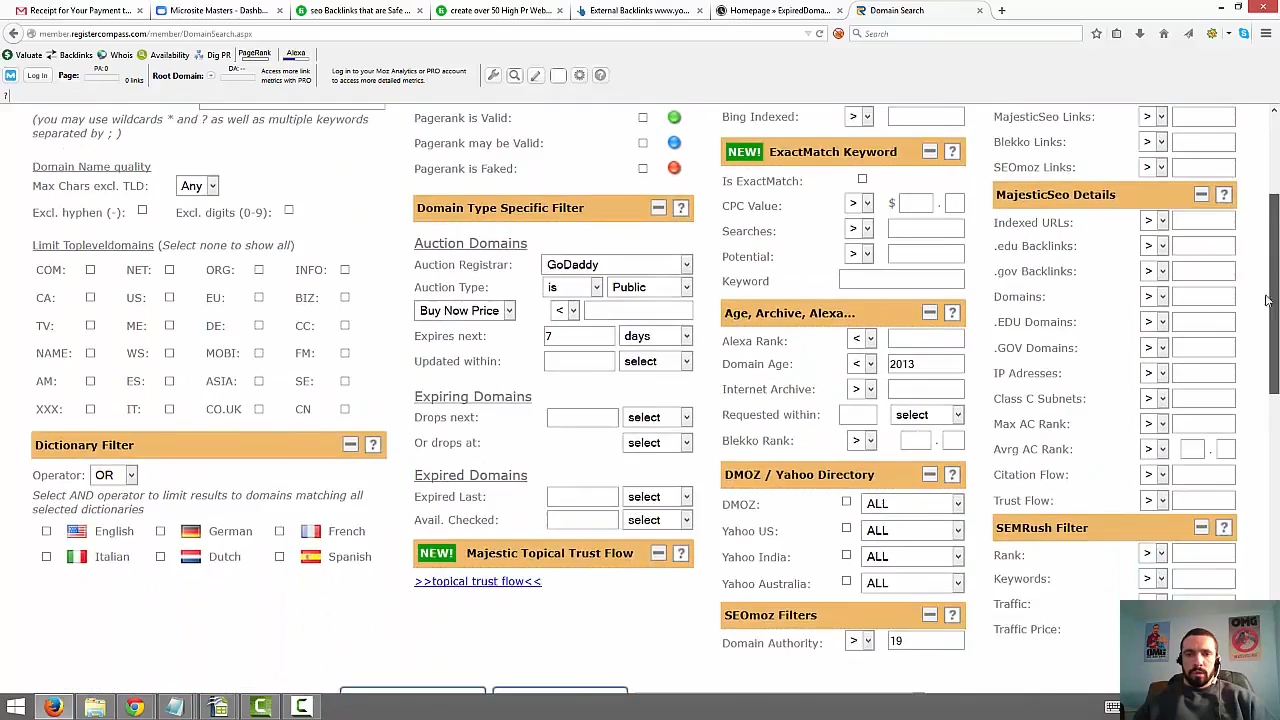 Receipt for Your Payment t...
Microsite Masters - Dashb...
seo Backlinks that are Safe ...
create over 50 High Pr Web...
External Backlinks www.yo...
Homepage » ExpiredDoma...
Domain Search
member.registercompass.com/member/DomainSearch.aspx
Search
Evaluate
Backlinks
Whois
Availability
Dig PR
PageRank
Alexa
Log In
Page:
PA: 0
0 links
Root Domain:
DA: --
Access more link metrics with PRO
Log in to your Moz Analytics or PRO account to access more detailed metrics.
?
(you may use wildcards * and ? as well as multiple keywords
separated by ; )
Domain Name quality
Max Chars excl. TLD: Any
Excl. hyphen (-): Excl. digits (0-9):
Limit Topleveldomains (Select none to show all)
COM: NET: ORG: INFO:
CA: US: EU: BIZ:
TV: ME: DE: CC:
NAME: WS: MOBI: FM:
AM: ES: ASIA: SE:
XXX: IT: CO.UK CN
Dictionary Filter ?
Operator: OR
Select AND operator to limit results to domains matching all
selected dictionaries
English German French
Italian Dutch Spanish
Pagerank is Valid:
Pagerank may be Valid:
Pagerank is Faked:
Domain Type Specific Filter ?
Auction Domains
Auction Registrar: GoDaddy
Auction Type: is Public
Buy Now Price <
Expires next: 7 days
Updated within: select
Expiring Domains
Drops next: select
Or drops at: select
Expired Domains
Expired Last: select
Avail. Checked: select
NEW! Majestic Topical Trust Flow ?
>>topical trust flow<<
Bing Indexed: >
NEW! ExactMatch Keyword ?
Is ExactMatch:
CPC Value: > $ .
Searches: >
Potential: >
Keyword
Age, Archive, Alexa... ?
Alexa Rank: <
Domain Age: < 2013
Internet Archive: >
Requested within: select
Blekko Rank: > .
DMOZ / Yahoo Directory ?
DMOZ: ALL
Yahoo US: ALL
Yahoo India: ALL
Yahoo Australia: ALL
SEOmoz Filters ?
Domain Authority: > 19
MajesticSeo Links: >
Blekko Links: >
SEOmoz Links: >
MajesticSeo Details ?
Indexed URLs: >
.edu Backlinks: >
.gov Backlinks: >
Domains: >
.EDU Domains: >
.GOV Domains: >
IP Adresses: >
Class C Subnets: >
Max AC Rank: >
Avrg AC Rank: > .
Citation Flow: >
Trust Flow: >
SEMRush Filter ?
Rank: >
Keywords: >
Traffic:
Traffic Price:
OMG
OMG